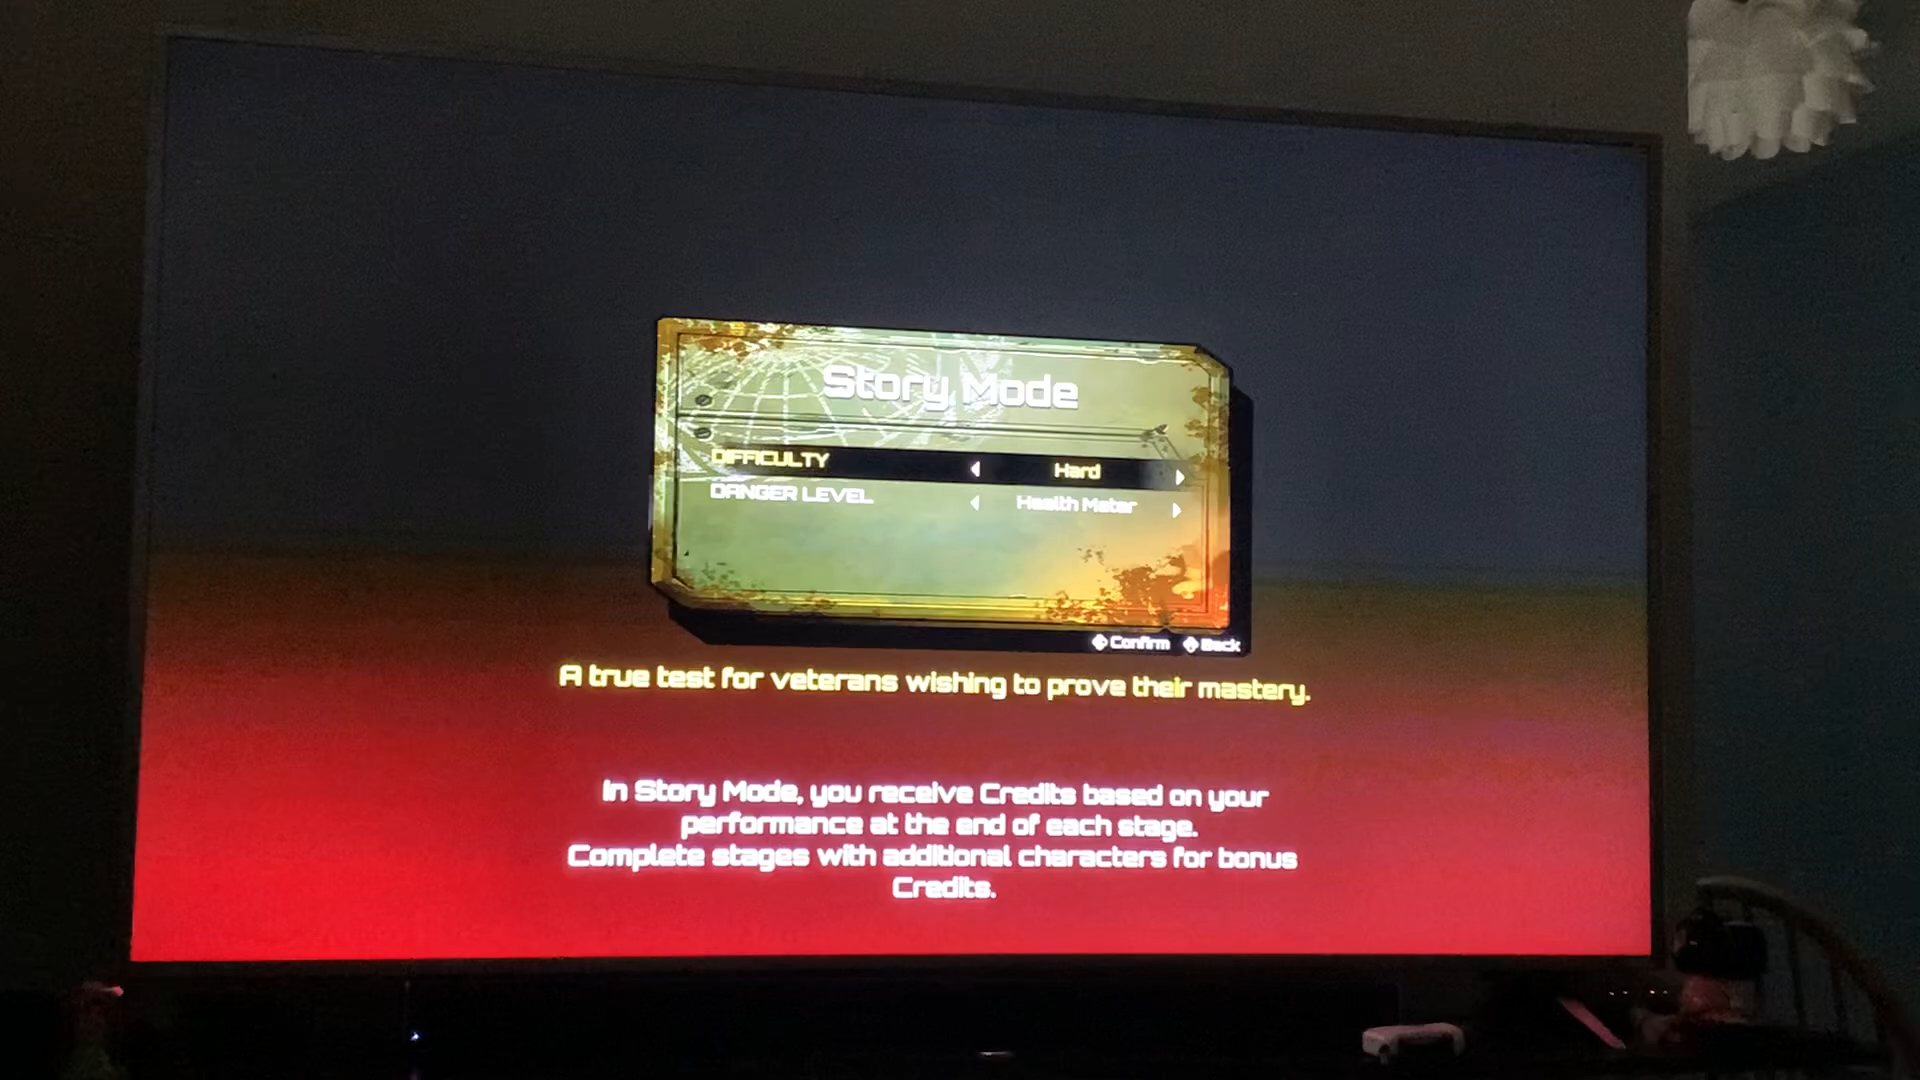 Story Mode
DIFFICULTY Hard
DANGER LEVEL Health Meter
Confirm Back
A true test for veterans wishing to prove their mastery.
In Story Mode, you receive Credits based on your
performance at the end of each stage.
Complete stages with additional characters for bonus
Credits.